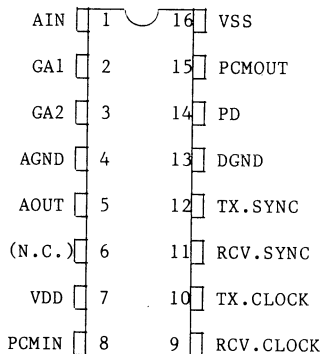 AIN 1 16 VSS
GA1 2 15 PCMOUT
GA2 3 14 PD
AGND 4 13 DGND
AOUT 5 12 TX.SYNC
(N.C.) 6 11 RCV.SYNC
VDD 7 10 TX.CLOCK
PCMIN 8 9 RCV.CLOCK